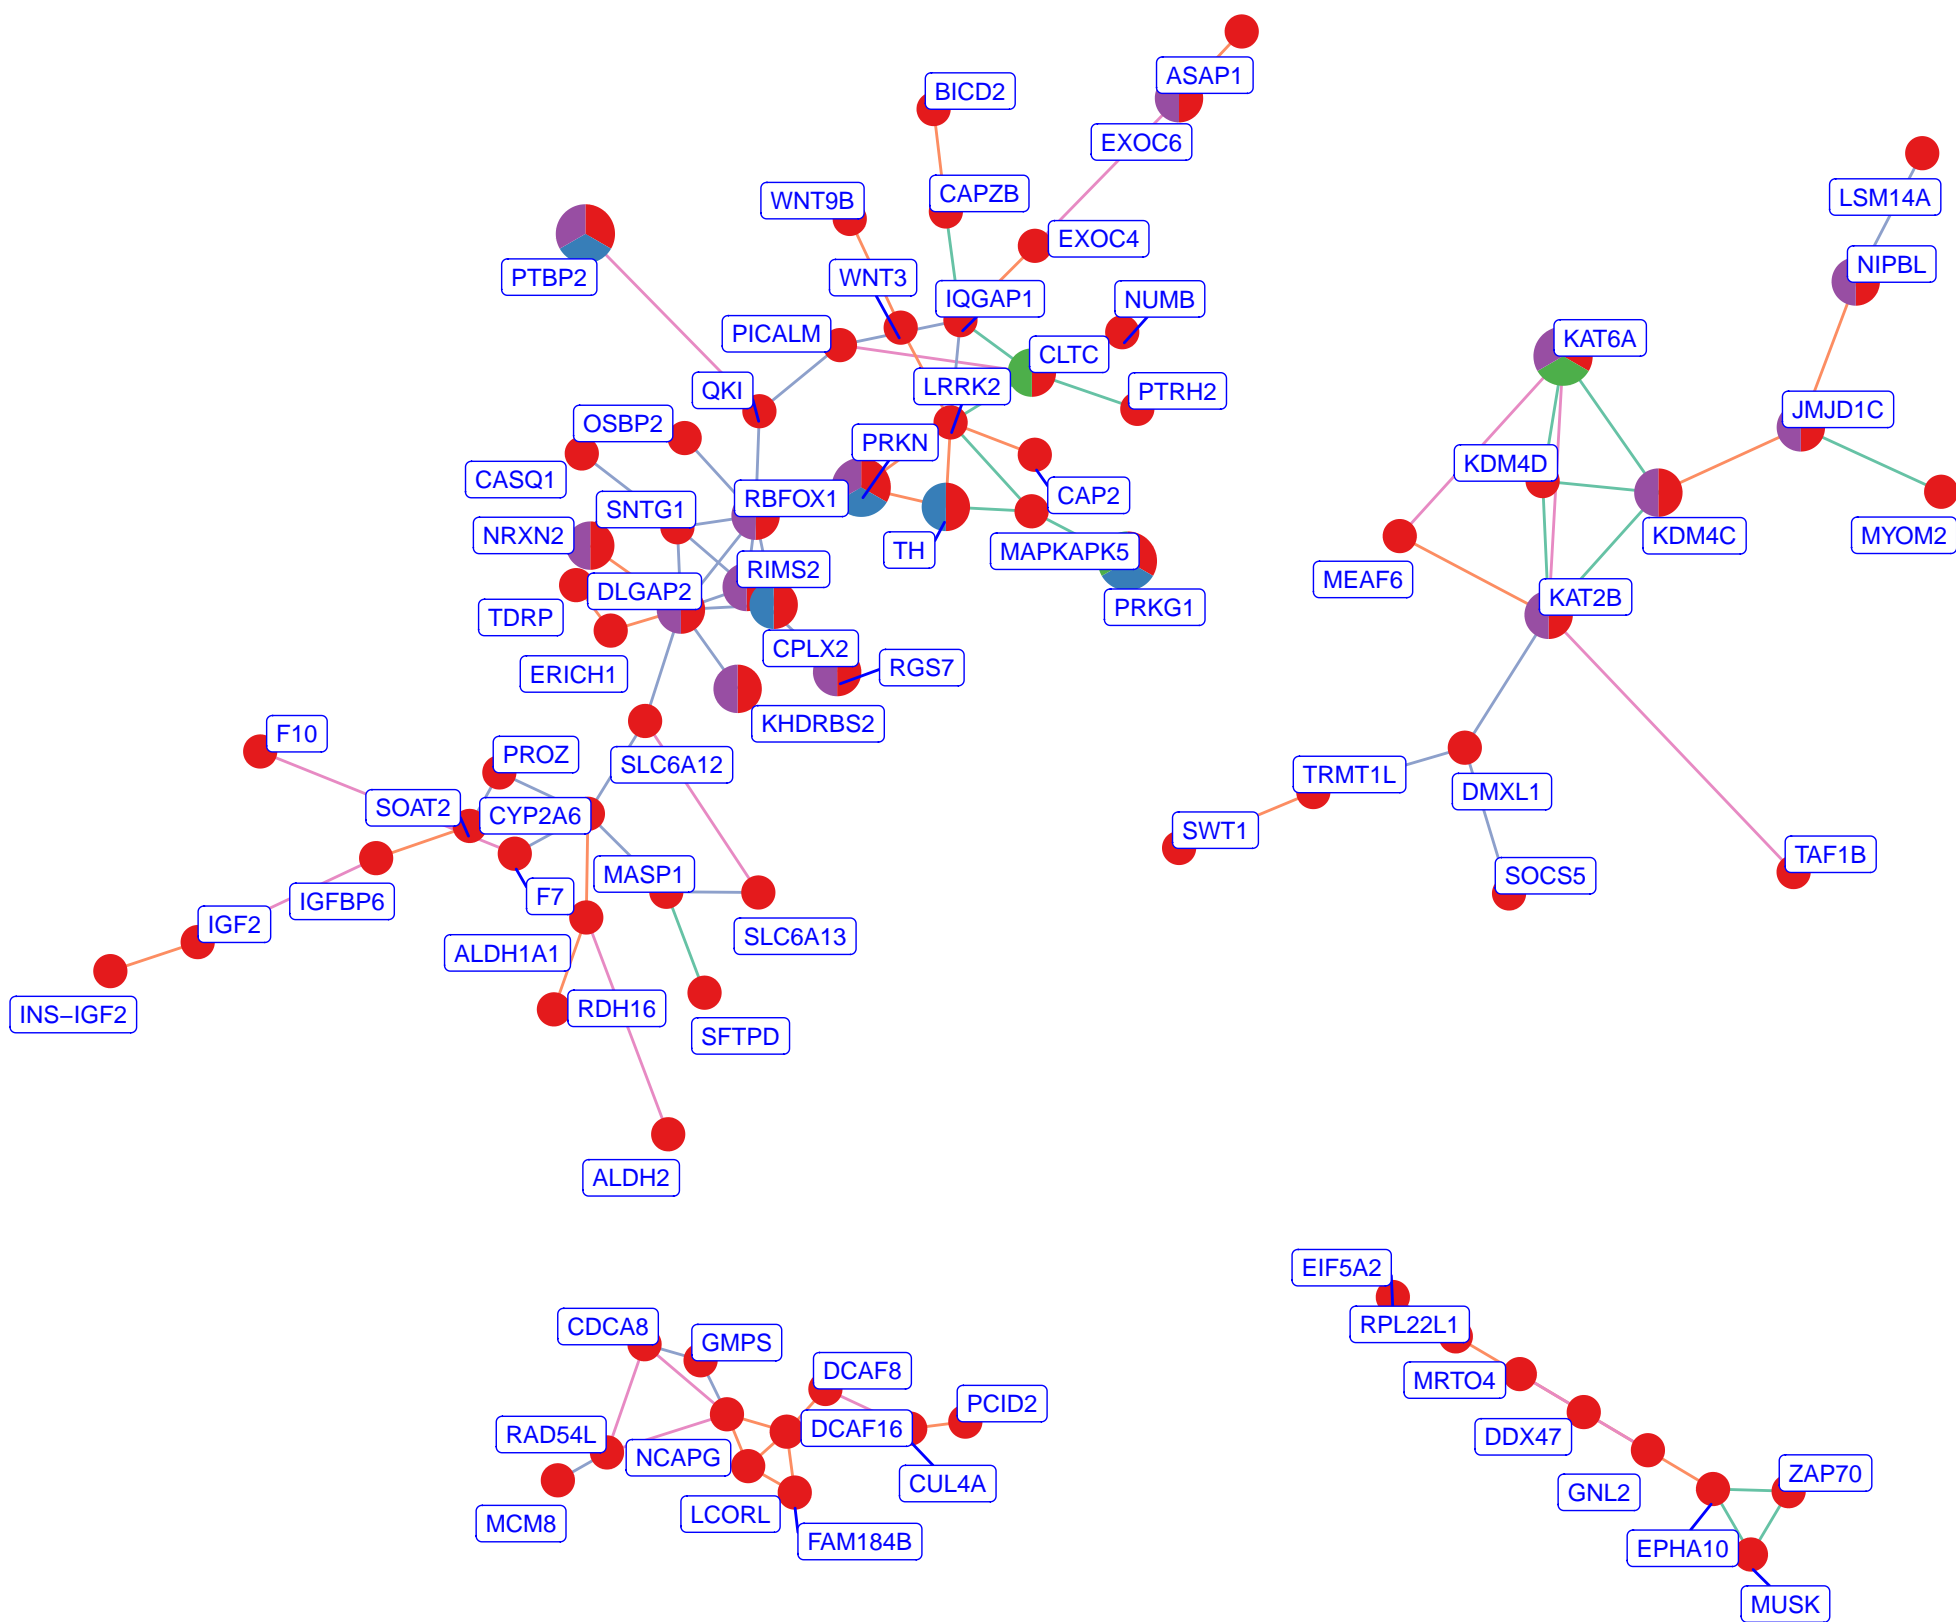 ASAP1
BICD2
EXOC6
CAPZB
WNT9B
LSM14A
EXOC4
NIPBL
PTBP2
WNT3
IQGAP1
NUMB
PICALM
KAT6A
CLTC
LRRK2
QKI
PTRH2
JMJD1C
OSBP2
PRKN
KDM4D
CASQ1
RBFOX1
CAP2
SNTG1
NRXN2
TH
MAPKAPK5
KDM4C
MYOM2
RIMS2
MEAF6
DLGAP2
KAT2B
PRKG1
TDRP
CPLX2
RGS7
ERICH1
KHDRBS2
F10
PROZ
SLC6A12
TRMT1L
DMXL1
SOAT2
CYP2A6
SWT1
TAF1B
MASP1
SOCS5
F7
IGFBP6
IGF2
SLC6A13
ALDH1A1
RDH16
INS–IGF2
SFTPD
ALDH2
EIF5A2
CDCA8
RPL22L1
GMPS
DCAF8
MRTO4
PCID2
DCAF16
RAD54L
DDX47
NCAPG
ZAP70
CUL4A
GNL2
LCORL
MCM8
FAM184B
EPHA10
MUSK